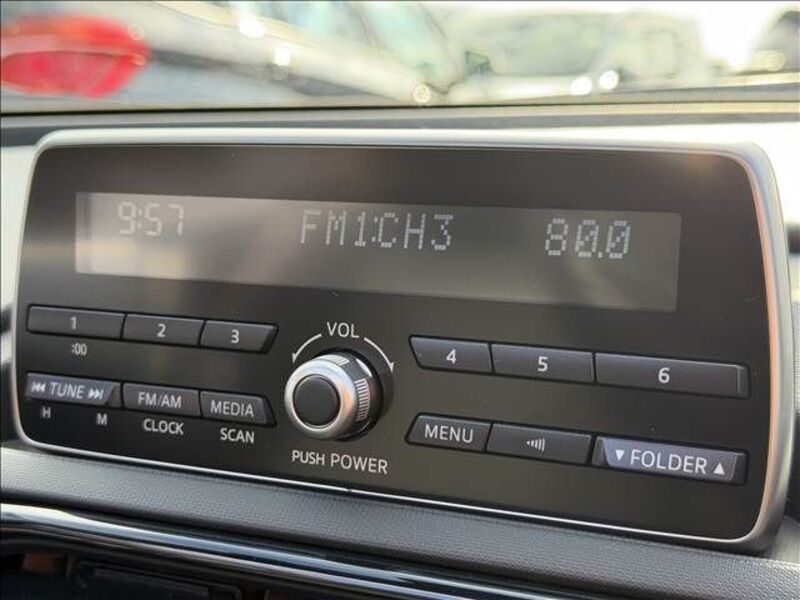 9:57 FM1:CH3 80.0
1 2 3
:00
VOL
4 5 6
TUNE FM/AM MEDIA
H M CLOCK SCAN
PUSH POWER
MENU ▼ FOLDER ▲